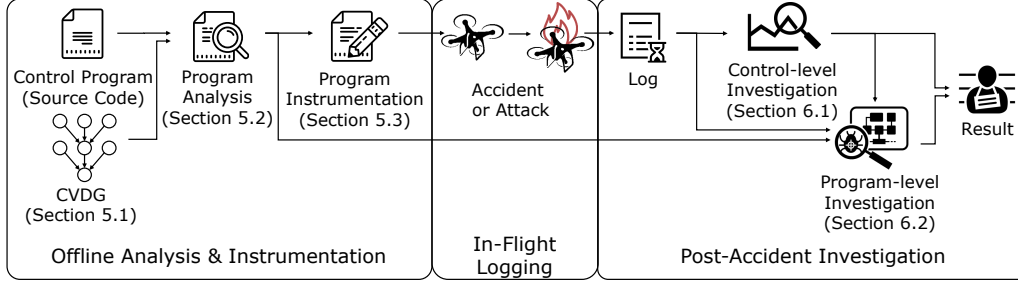 Control Program
(Source Code)
CVDG
(Section 5.1)
Program
Analysis
(Section 5.2)
Program
Instrumentation
(Section 5.3)
Offline Analysis & Instrumentation
Accident
or Attack
In-Flight
Logging
Log
Control-level
Investigation
(Section 6.1)
Program-level
Investigation
(Section 6.2)
Result
Post-Accident Investigation